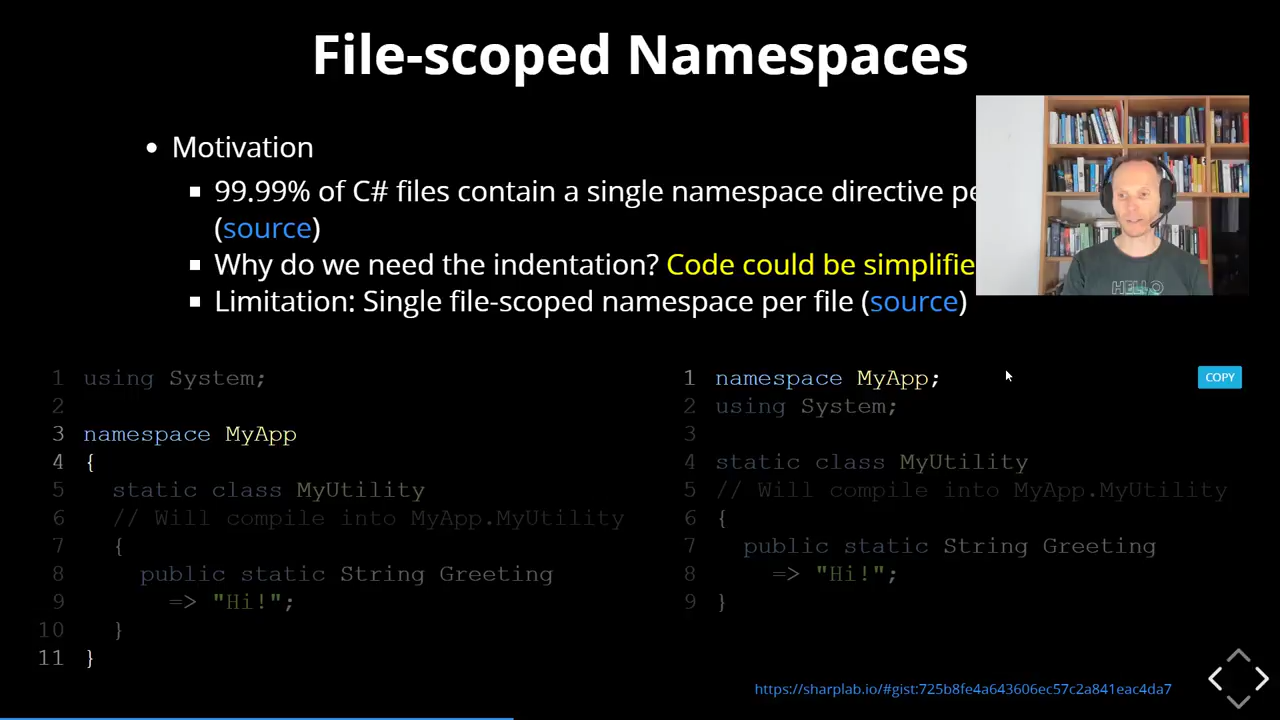 File-scoped Namespaces
Motivation
99.99% of C# files contain a single namespace directive
(source)
Why do we need the indentation? Code could be
Limitation: Single file-scoped namespace per file (source)
1 using System;
2
3 namespace MyApp
4 {
5 static class MyUtility
6 // Will compile into MyApp.MyUtility
7 {
8 public static String Greeting
9 => "Hi!";
10 }
11 }
1 namespace MyApp;
COPY
2 using System;
3
4 static class MyUtility
5 // Will compile into MyApp.MyUtility
6 {
7 public static String Greeting
8 => "Hi!";
9 }
HELLO
https://sharplab.io/#gist:725b8fe4a643606ec57c2a841eac4da7